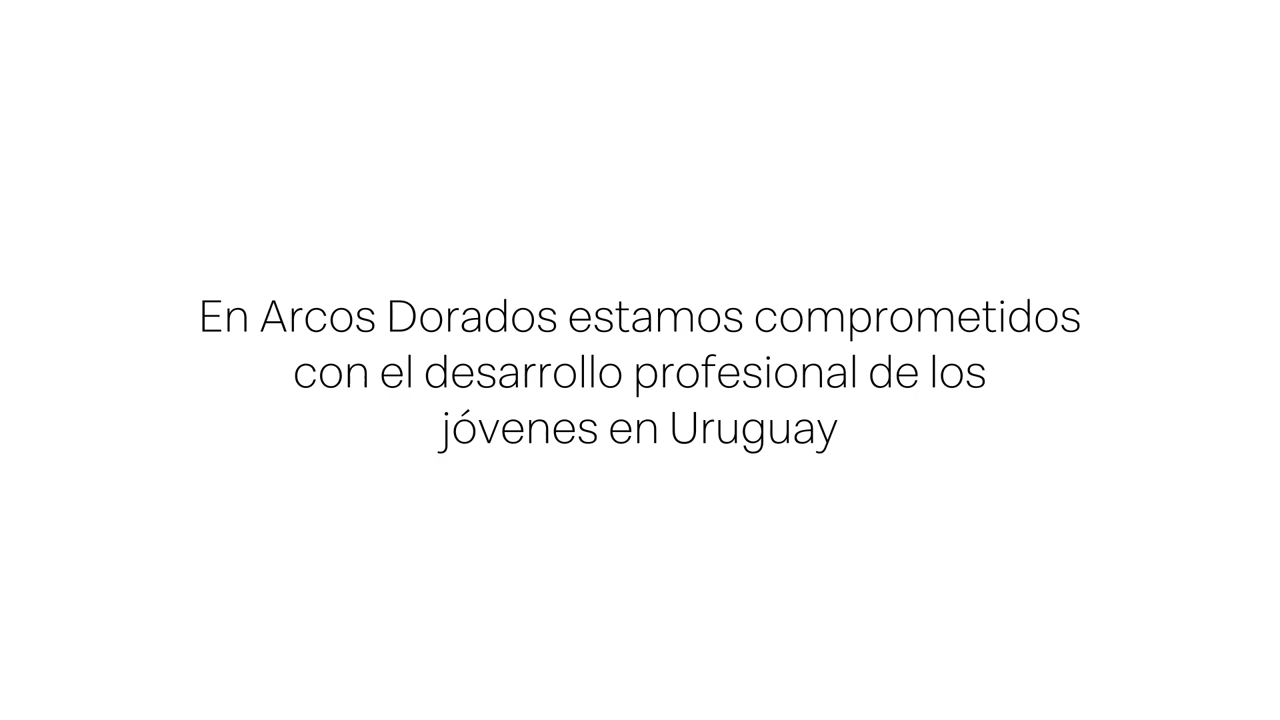 En Arcos Dorados estamos comprometidos
con el desarrollo profesional de los
jóvenes en Uruguay